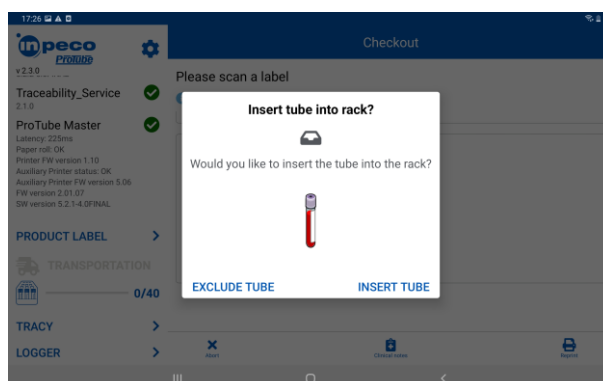 17:26
inpeco
ProTube
v 2.3.0
Checkout
Please scan a label
Traceability_Service
2.1.0
ProTube Master
Latency: 225ms
Paper roll: OK
Printer FW version 1.10
Auxiliary Printer status: OK
Auxiliary Printer FW version 5.06
FW version 2.01.07
SW version 5.2.1-4.0FINAL
Insert tube into rack?
Would you like to insert the tube into the rack?
EXCLUDE TUBE
INSERT TUBE
PRODUCT LABEL
TRANSPORTATION
0/40
TRACY
LOGGER
Abort
Clinical notes
Reprint